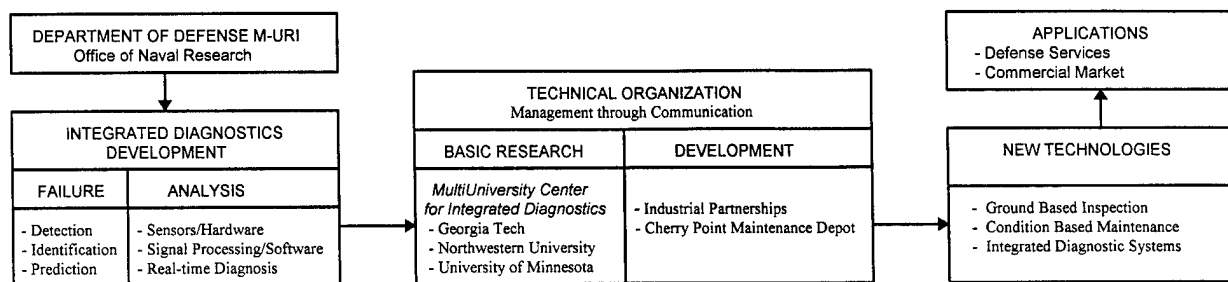 DEPARTMENT OF DEFENSE M-URI
Office of Naval Research
INTEGRATED DIAGNOSTICS
DEVELOPMENT
FAILURE
- Detection
- Identification
- Prediction
ANALYSIS
- Sensors/Hardware
- Signal Processing/Software
- Real-time Diagnosis
TECHNICAL ORGANIZATION
Management through Communication
BASIC RESEARCH
MultiUniversity Center
for Integrated Diagnostics
- Georgia Tech
- Northwestern University
- University of Minnesota
DEVELOPMENT
- Industrial Partnerships
- Cherry Point Maintenance Depot
APPLICATIONS
- Defense Services
- Commercial Market
NEW TECHNOLOGIES
- Ground Based Inspection
- Condition Based Maintenance
- Integrated Diagnostic Systems